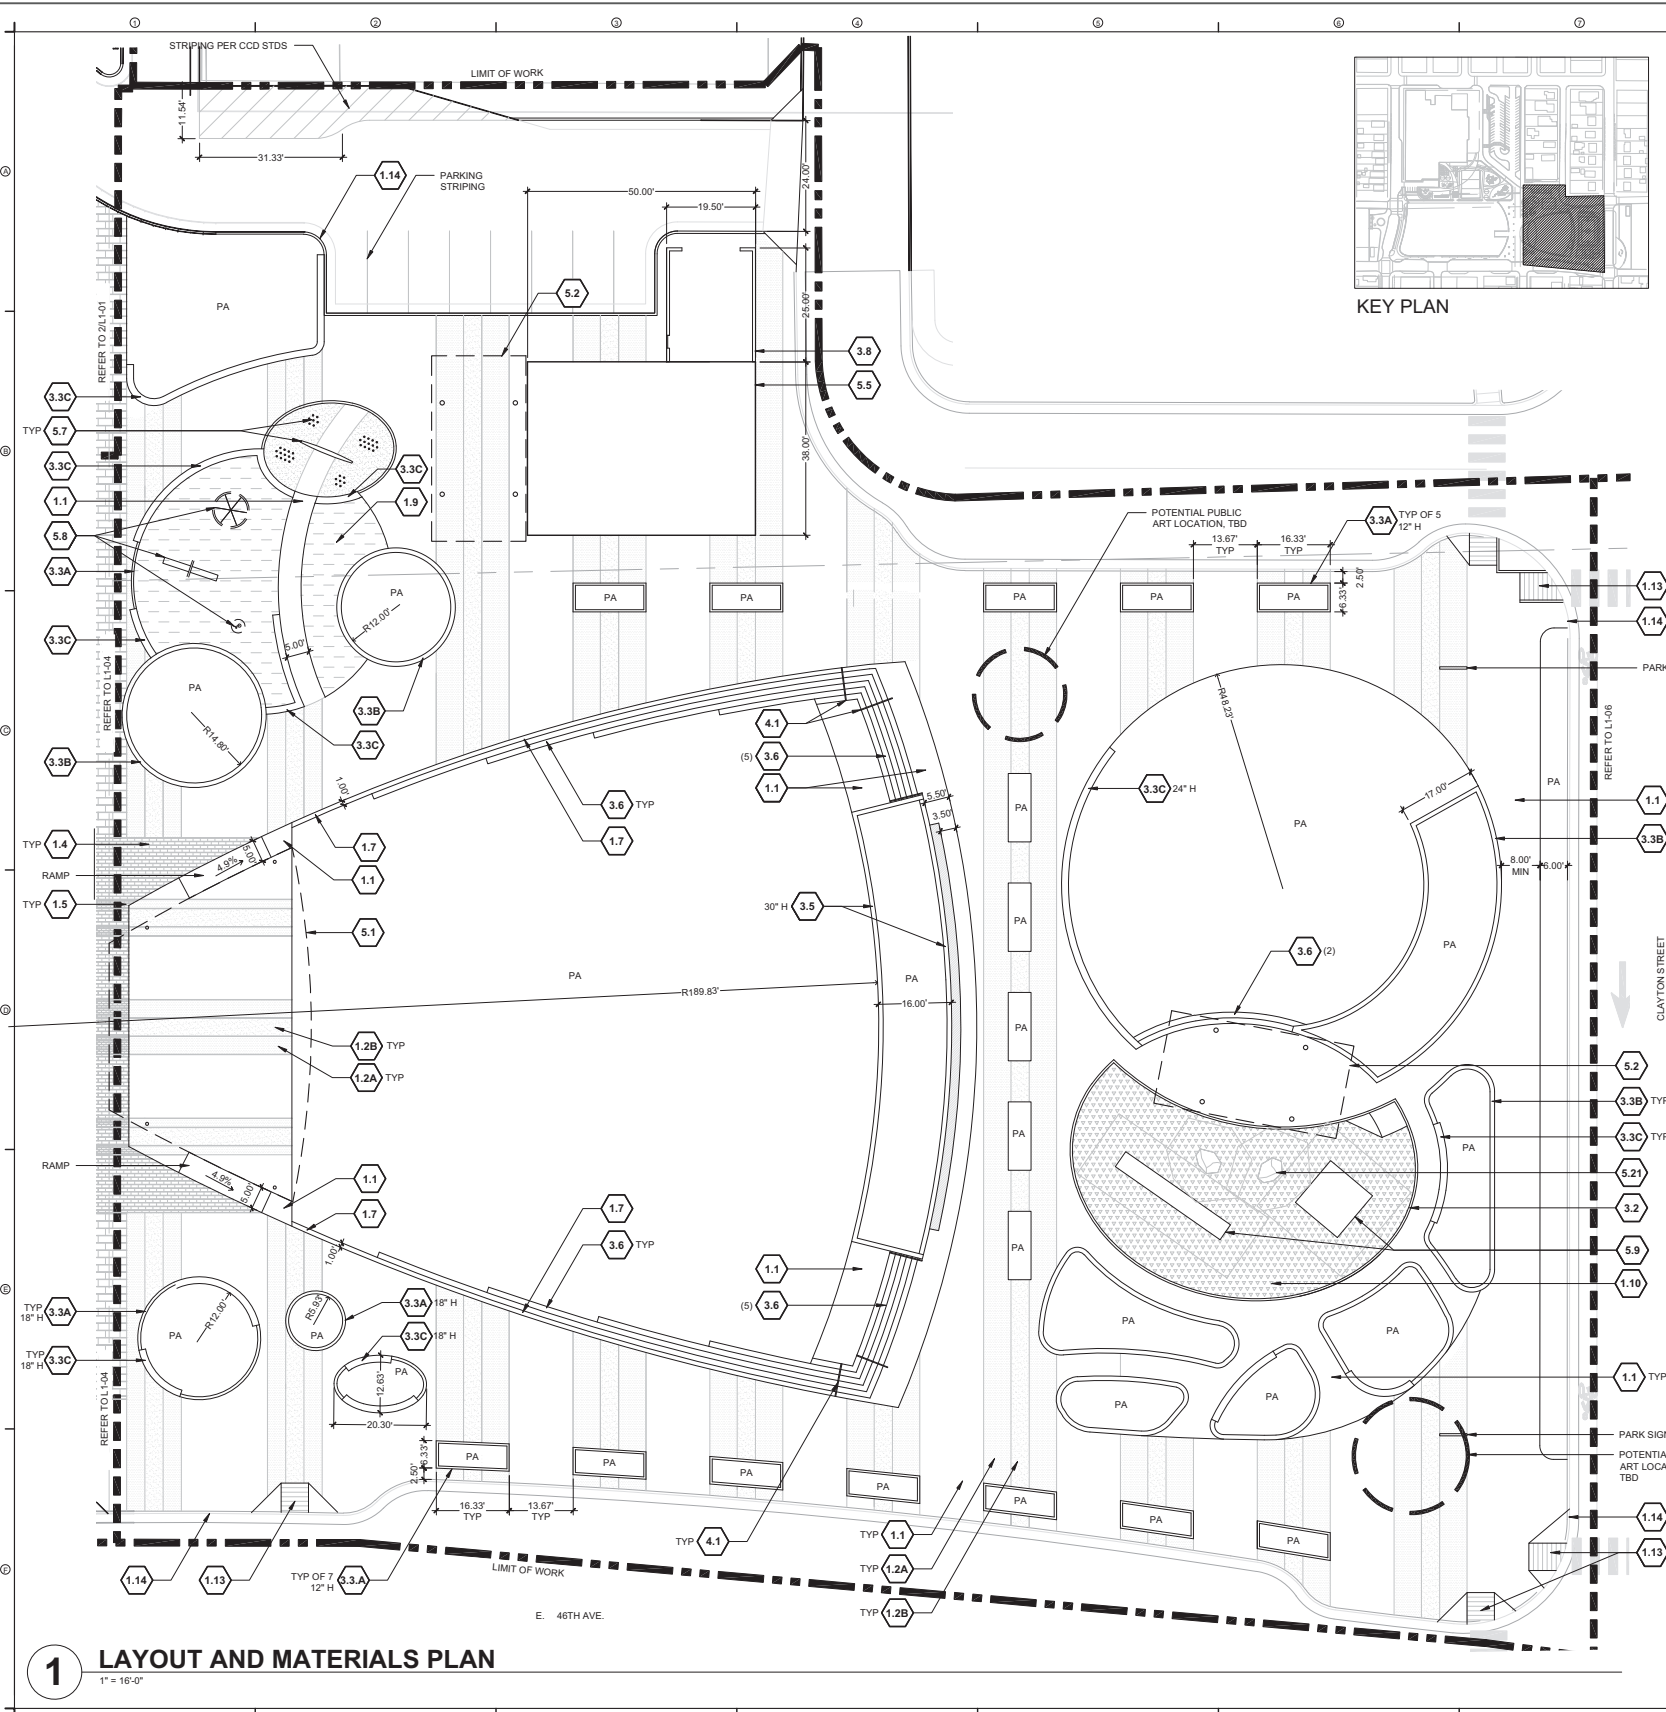 1
2
3
4
5
6
7
A
B
C
D
E
F
STRIPING PER CCD STDS
LIMIT OF WORK
11.54'
31.33'
1.14
PARKING
STRIPING
50.00'
19.50'
24.00'
25.00'
38.00'
KEY PLAN
PA
5.2
3.8
5.5
REFER TO 2/L1-01
3.3C
TYP 5.7
3.3C
3.3C
1.1
1.9
5.8
3.3A
3.3C
POTENTIAL PUBLIC
ART LOCATION, TBD
3.3A TYP OF 5
12" H
13.67'
TYP
16.33'
TYP
2.50'
6.33'
1.13
1.14
PARK
PA
PA
PA
PA
PA
PA
R12.00'
5.00'
PA
R14.80'
REFER TO L1-04
3.3B
3.3C
3.3B
R48.23'
4.1
(5) 3.6
1.1
5.50'
3.50'
3.6 TYP
1.7
1.00'
3.3C 24" H
17.00'
PA
REFER TO L1-06
PA
1.1
3.3B
8.00'
MIN
6.00'
TYP 1.4
RAMP
TYP 1.5
4.9%
5.00'
1.7
1.1
5.1
30" H 3.5
PA
PA
R189.83'
16.00'
PA
PA
PA
PA
PA
PA
3.6 (2)
CLAYTON STREET
1.2B TYP
1.2A TYP
5.2
3.3B TYP
3.3C TYP
PA
5.21
3.2
5.9
1.10
RAMP
4.9%
5.00'
1.1
1.7
1.00'
1.7
3.6 TYP
1.1
(5) 3.6
TYP
18" H 3.3A
TYP
18" H 3.3C
PA
R12.00'
R5.93'
PA
3.3A 18" H
3.3C 18" H
PA
12.63'
20.30'
REFER TO L1-04
PA
PA
PA
PA
1.1 TYP
PARK SIGN
POTENTIA
ART LOCA
TBD
6.33'
2.50'
PA
PA
PA
PA
PA
PA
PA
16.33'
TYP
13.67'
TYP
TYP 4.1
TYP 1.1
TYP 1.2A
TYP 1.2B
1.14
1.13
1.14
1.13
TYP OF 7
12" H 3.3.A
LIMIT OF WORK
E. 46TH AVE.
1 LAYOUT AND MATERIALS PLAN
1" = 16'-0"